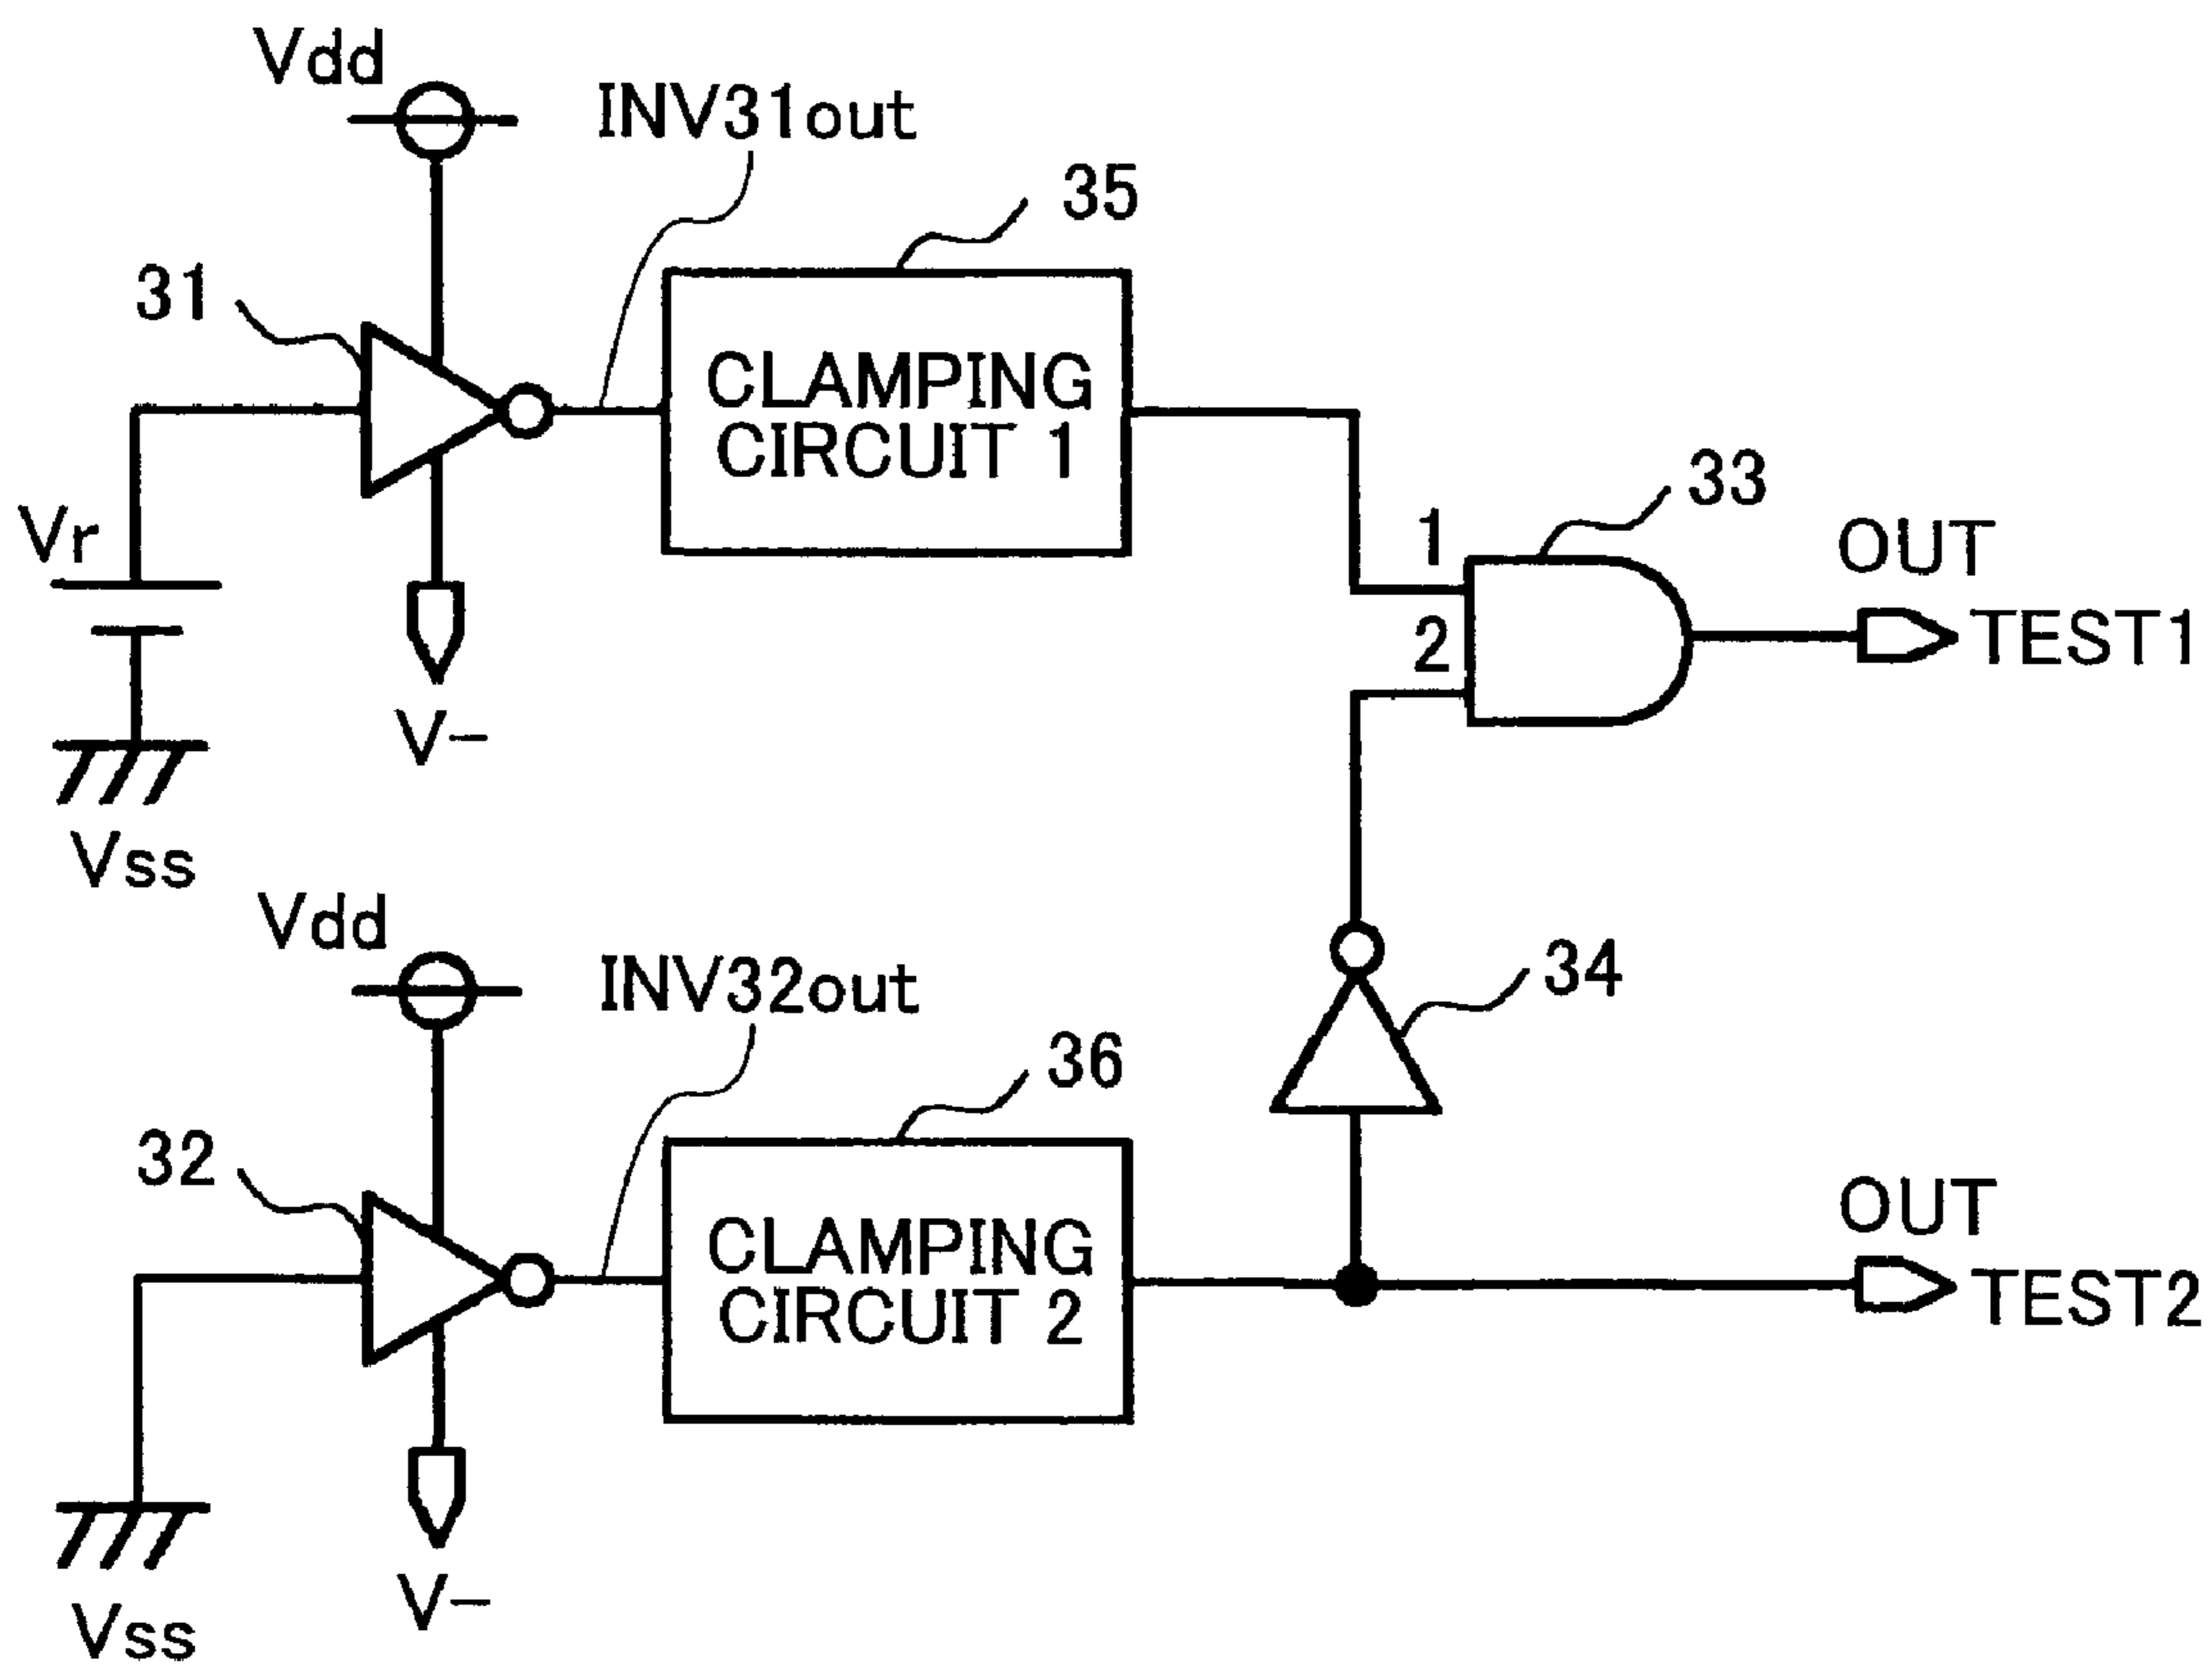 Vdd
INV31out
35
31
CLAMPING
CIRCUIT 1
33
Vr
1
OUT
2
TEST1
V-
Vss
Vdd
INV32out
34
36
32
OUT
CLAMPING
CIRCUIT 2
TEST2
V-
Vss